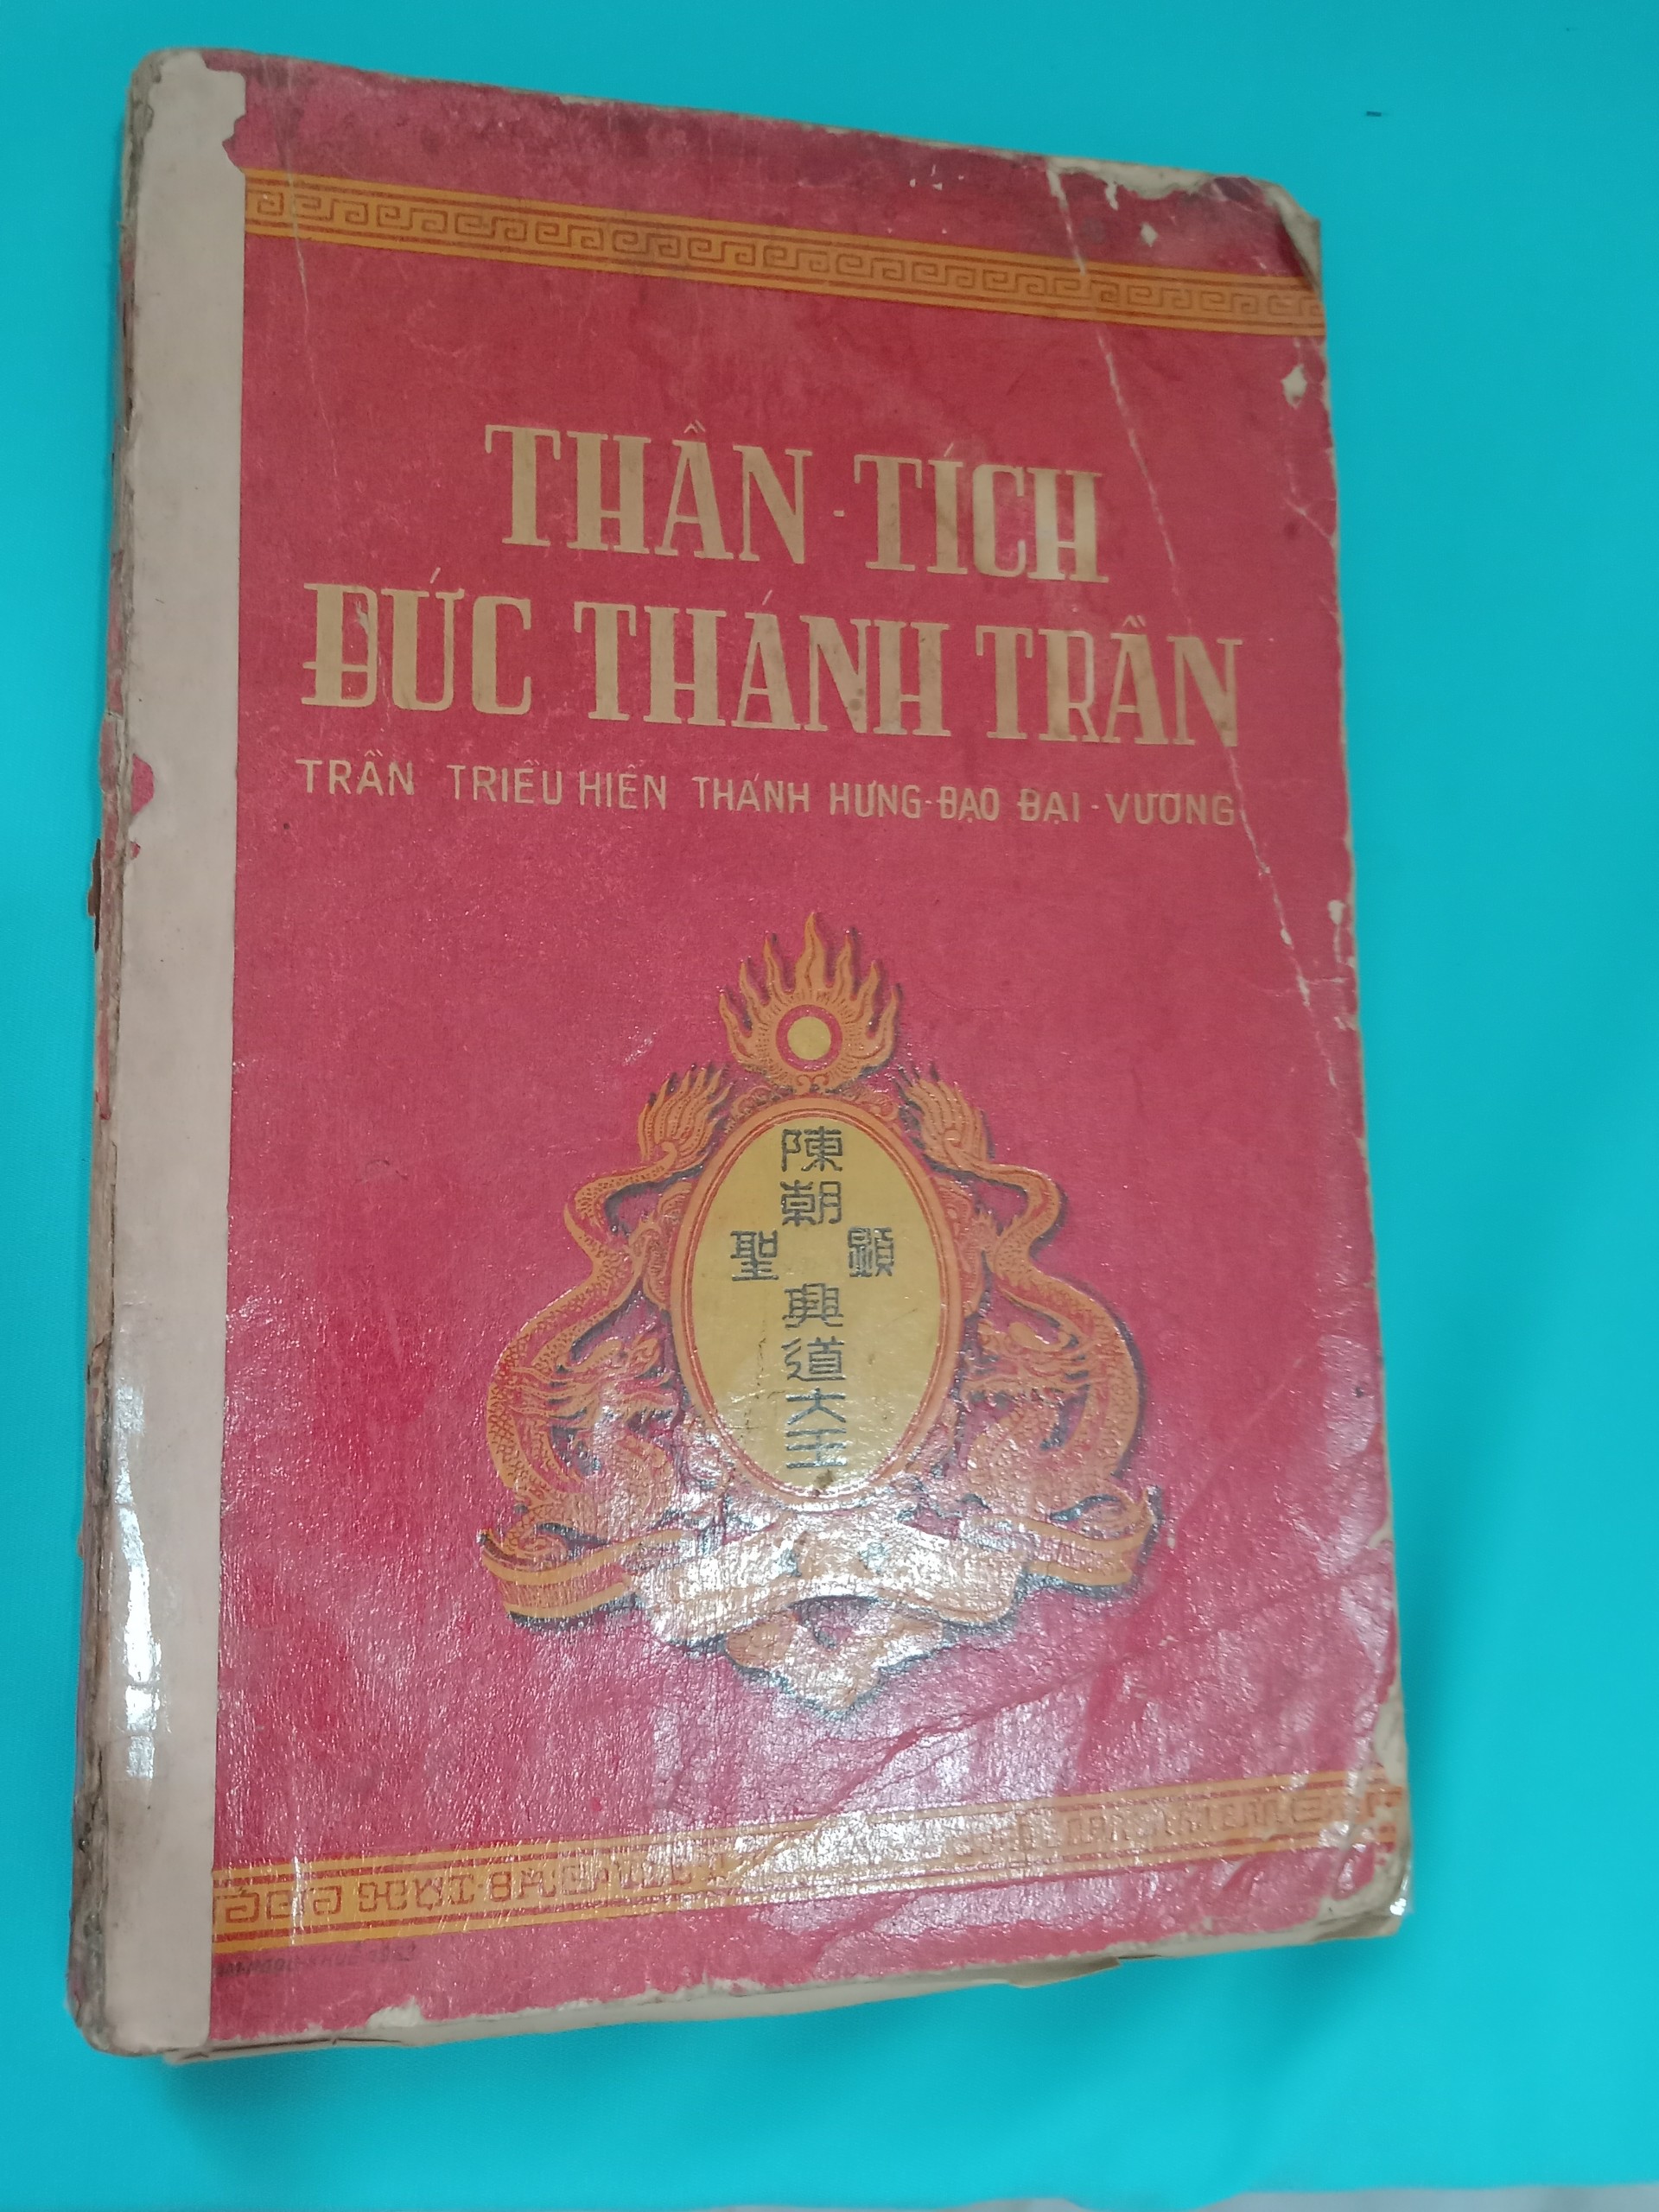 THẦN - TÍCH
ĐỨC THÁNH TRẦN
TRẦN TRIỀU HIỂN THÁNH HƯNG-ĐẠO ĐẠI-VƯƠNG
陳
朝
聖 顯
興
道
大
王